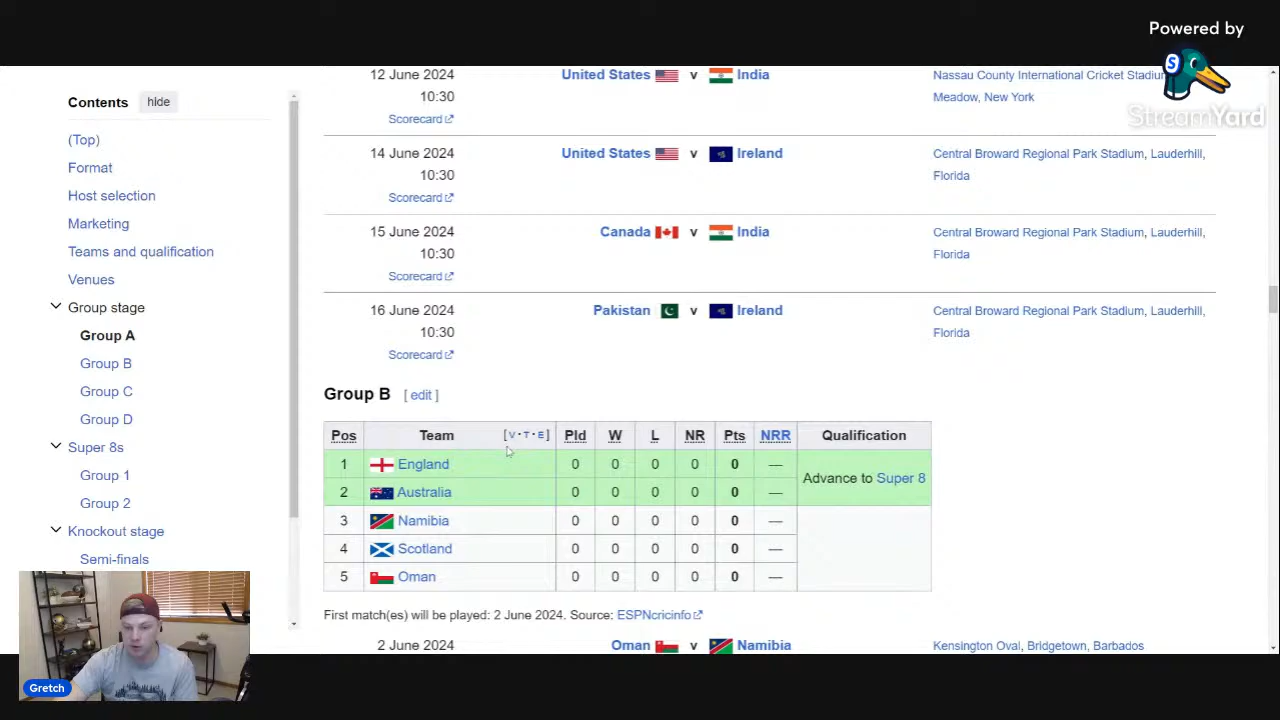 Powered by
S
StreamYard
Contents hide
(Top)
Format
Host selection
Marketing
Teams and qualification
Venues
Group stage
Group A
Group B
Group C
Group D
Super 8s
Group 1
Group 2
Knockout stage
Semi-finals
12 June 2024 United States v India Nassau County International Cricket Stadium
10:30 Meadow, New York
Scorecard
14 June 2024 United States v Ireland Central Broward Regional Park Stadium, Lauderhill,
10:30 Florida
Scorecard
15 June 2024 Canada v India Central Broward Regional Park Stadium, Lauderhill,
10:30 Florida
Scorecard
16 June 2024 Pakistan v Ireland Central Broward Regional Park Stadium, Lauderhill,
10:30 Florida
Scorecard
Group B [ edit ]
Pos Team [V·T·E] Pld W L NR Pts NRR Qualification
1 England 0 0 0 0 0 — Advance to Super 8
2 Australia 0 0 0 0 0 —
3 Namibia 0 0 0 0 0 —
4 Scotland 0 0 0 0 0 —
5 Oman 0 0 0 0 0 —
First match(es) will be played: 2 June 2024. Source: ESPNcricinfo
2 June 2024 Oman v Namibia Kensington Oval, Bridgetown, Barbados
Gretch